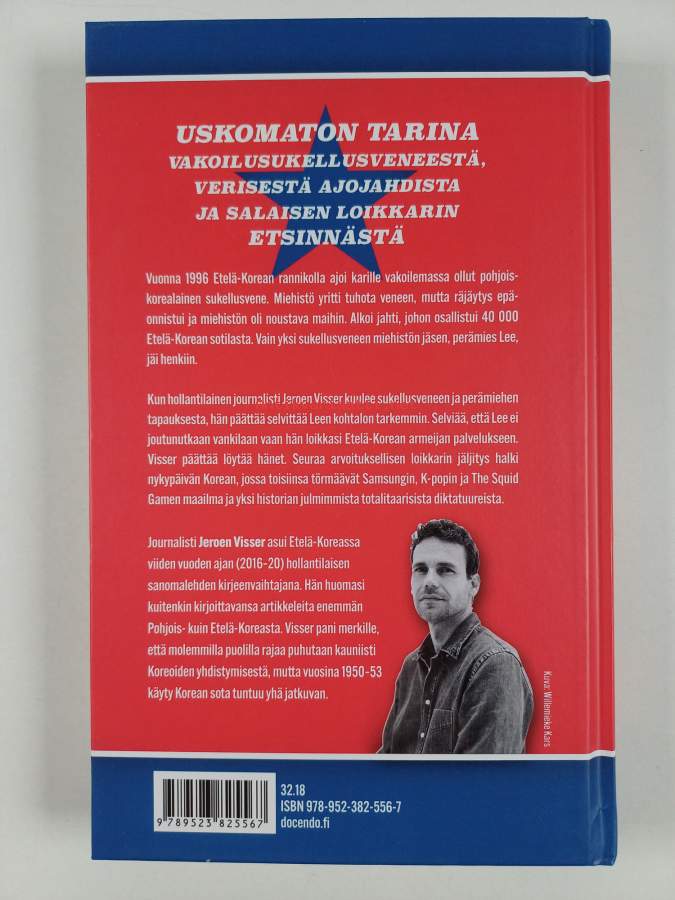 USKOMATON TARINA
VAKOILUSUKELLUSVENEESTÄ,
VERISESTÄ AJOJAHDISTA
JA SALAISEN LOIKKARIN
ETSINNÄSTÄ
Vuonna 1996 Etelä-Korean rannikolla ajoi karille vakoilemassa ollut pohjois-
korealainen sukellusvene. Miehistö yritti tuhota veneen, mutta räjäytys epä-
onnistui ja miehistön oli noustava maihin. Alkoi jahti, johon osallistui 40 000
Etelä-Korean sotilasta. Vain yksi sukellusveneen miehistön jäsen, perämies Lee,
jäi henkiin.
Kun hollantilainen journalisti Jeroen Visser kuulee sukellusveneen ja perämiehen
tapauksesta, hän päättää selvittää Leen kohtalon tarkemmin. Selviää, että Lee ei
joutunutkaan vankilaan vaan hän loikkasi Etelä-Korean armeijan palvelukseen.
Visser päättää löytää hänet. Seuraa arvoituksellisen loikkarin jäljitys halki
nykypäivän Korean, jossa toisiinsa törmäävät Samsungin, K-popin ja The Squid
Gamen maailma ja yksi historian julmimmista totalitaarisista diktatuureista.
Journalisti Jeroen Visser asui Etelä-Koreassa
viiden vuoden ajan (2016-20) hollantilaisen
sanomalehden kirjeenvaihtajana. Hän huomasi
kuitenkin kirjoittavansa artikkeleita enemmän
Pohjois- kuin Etelä-Koreasta. Visser pani merkille,
että molemmilla puolilla rajaa puhutaan kauniisti
Koreoiden yhdistymisestä, mutta vuosina 1950-53
käyty Korean sota tuntuu yhä jatkuvan.
Kuva: Willemieke Kars
32.18
ISBN 978-952-382-556-7
docendo.fi
9 789523 825567